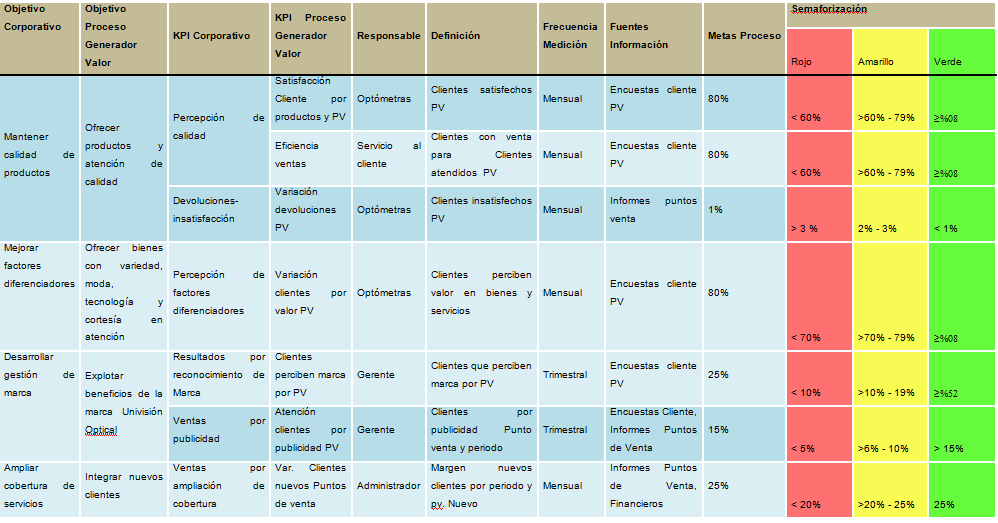 Objetivo Corporativo
Objetivo Proceso Generador Valor
KPI Corporativo
KPI Proceso Generador Valor
Responsable
Definición
Frecuencia Medición
Fuentes Información
Metas Proceso
Semaforización
Rojo
Amarillo
Verde
Mantener calidad de productos
Ofrecer productos y atención de calidad
Percepción de calidad
Satisfacción Cliente por productos y PV
Optómetras
Clientes satisfechos PV
Mensual
Encuestas cliente PV
80%
< 60%
>60% - 79%
≥%08
Eficiencia ventas
Servicio al cliente
Clientes con venta para Clientes atendidos PV
Mensual
Encuestas cliente PV
80%
< 60%
>60% - 79%
≥%08
Devoluciones-insatisfacción
Variación devoluciones PV
Optómetras
Clientes insatisfechos PV
Mensual
Informes puntos venta
1%
> 3 %
2% - 3%
< 1%
Mejorar factores diferenciadores
Ofrecer bienes con variedad, moda, tecnología y cortesía en atención
Percepción de factores diferenciadores
Variación clientes por valor PV
Optómetras
Clientes perciben valor en bienes y servicios
Mensual
Encuestas cliente PV
80%
< 70%
>70% - 79%
≥%08
Desarrollar gestión de marca
Explotar beneficios de la marca Univisión Optical
Resultados por reconocimiento de Marca
Clientes perciben marca por PV
Gerente
Clientes que perciben marca por PV
Trimestral
Encuestas cliente PV
25%
< 10%
>10% - 19%
≥%52
Ventas por publicidad
Atención clientes por publicidad PV
Gerente
Clientes por publicidad Punto venta y periodo
Trimestral
Encuestas Cliente, Informes Puntos de Venta
15%
< 5%
>6% - 10%
> 15%
Ampliar cobertura de servicios
Integrar nuevos clientes
Ventas por ampliación de cobertura
Var. Clientes nuevos Puntos de venta
Administrador
Margen nuevos clientes por periodo y pv. Nuevo
Mensual
Informes Puntos de Venta, Financieros
25%
< 20%
>20% - 25%
25%